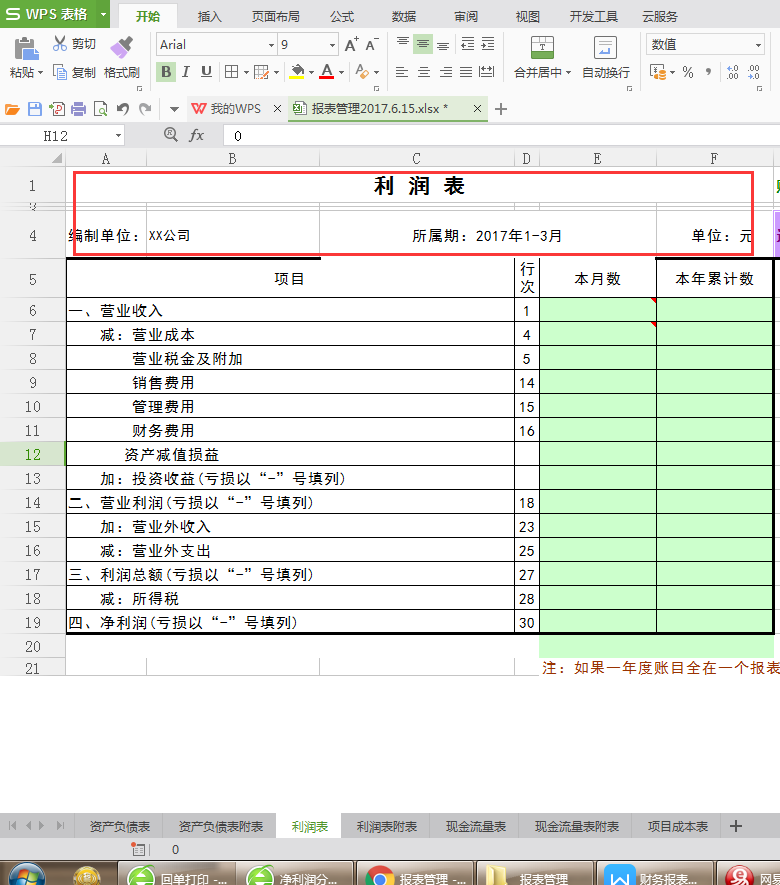 WPS 表格 开始 插入 页面布局 公式 数据 审阅 视图 开发工具 云服务
粘贴 剪切 复制 格式刷 Arial 9 A+ A- 合并居中 自动换行 数值
B I U A % .00
我的WPS × 报表管理2017.6.15.xlsx * ×
H12 fx 0
A B C D E F
1 利 润 表
4 编制单位: XX公司 所属期: 2017年1-3月 单位: 元
5 项目 行次 本月数 本年累计数
6 一、营业收入 1
7 减: 营业成本 4
8 营业税金及附加 5
9 销售费用 14
10 管理费用 15
11 财务费用 16
12 资产减值损益
13 加: 投资收益(亏损以“-”号填列)
14 二、营业利润(亏损以“-”号填列) 18
15 加: 营业外收入 23
16 减: 营业外支出 25
17 三、利润总额(亏损以“-”号填列) 27
18 减: 所得税 28
19 四、净利润(亏损以“-”号填列) 30
20
21 注: 如果一年度账目全在一个报表
资产负债表 资产负债表附表 利润表 利润表附表 现金流量表 现金流量表附表 项目成本表 +
0
回单打印 -... 净利润分... 报表管理 -... 报表管理 财务报表... 网易